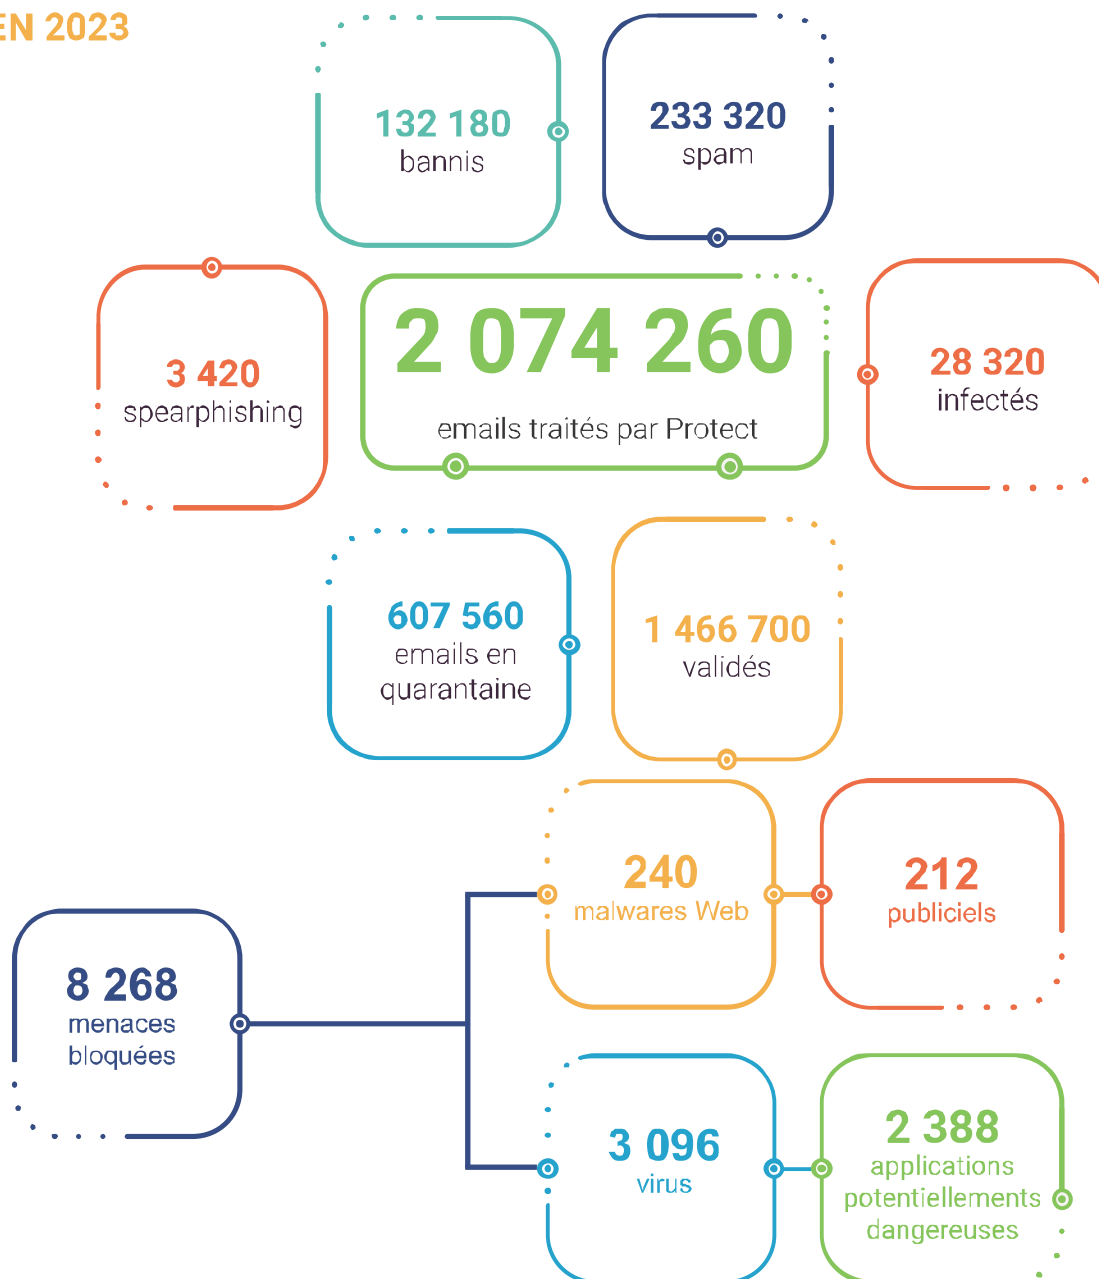 EN 2023
132 180
bannis
233 320
spam
3 420
spearphishing
2 074 260
emails traités par Protect
28 320
infectés
607 560
emails en
quarantaine
1 466 700
validés
240
malwares Web
212
publiciels
8 268
menaces
bloquées
3 096
virus
2 388
applications
potentiellements
dangereuses